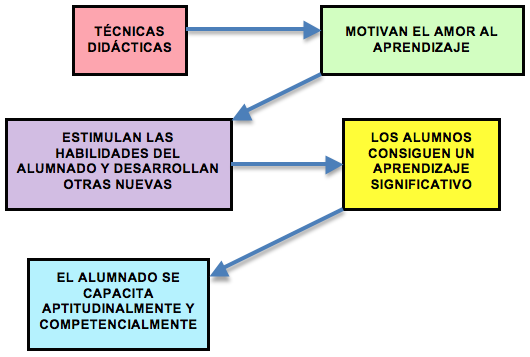 TÉCNICAS
DIDÁCTICAS
MOTIVAN EL AMOR AL
APRENDIZAJE
ESTIMULAN LAS
HABILIDADES DEL
ALUMNADO Y DESARROLLAN
OTRAS NUEVAS
LOS ALUMNOS
CONSIGUEN UN
APRENDIZAJE
SIGNIFICATIVO
EL ALUMNADO SE
CAPACITA
APTITUDINALMENTE Y
COMPETENCIALMENTE